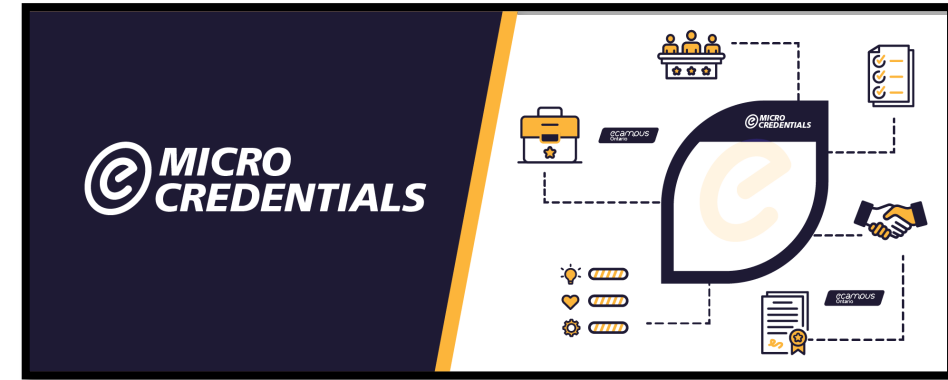 e MICRO
CREDENTIALS
e MICRO
CREDENTIALS
ecampus
Ontario
e
ecampus
Ontario